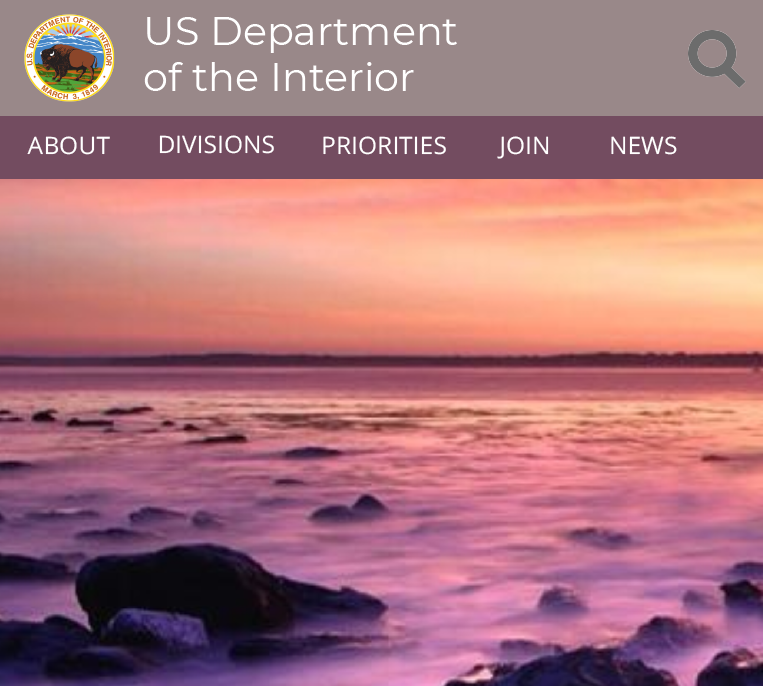 US Department
of the Interior
U.S. DEPARTMENT OF THE INTERIOR
MARCH 3, 1849
ABOUT DIVISIONS PRIORITIES JOIN NEWS